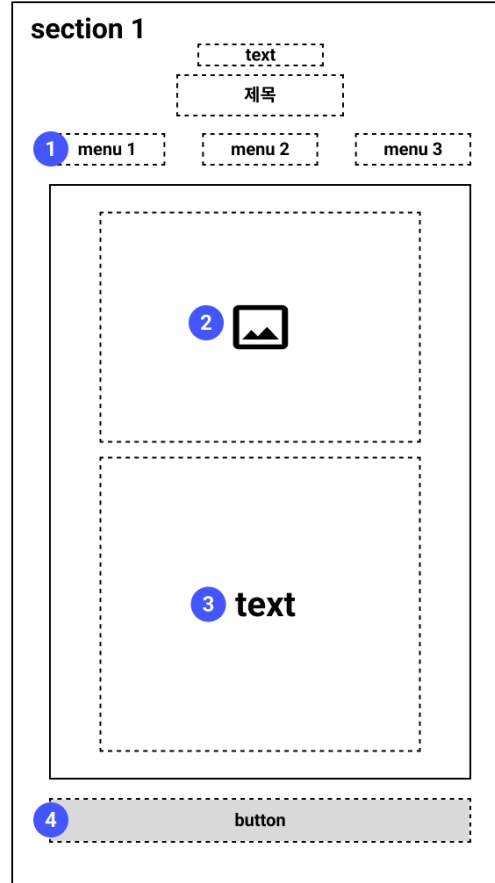 section 1
text
제목
1 menu 1 menu 2 menu 3
2
3 text
4 button